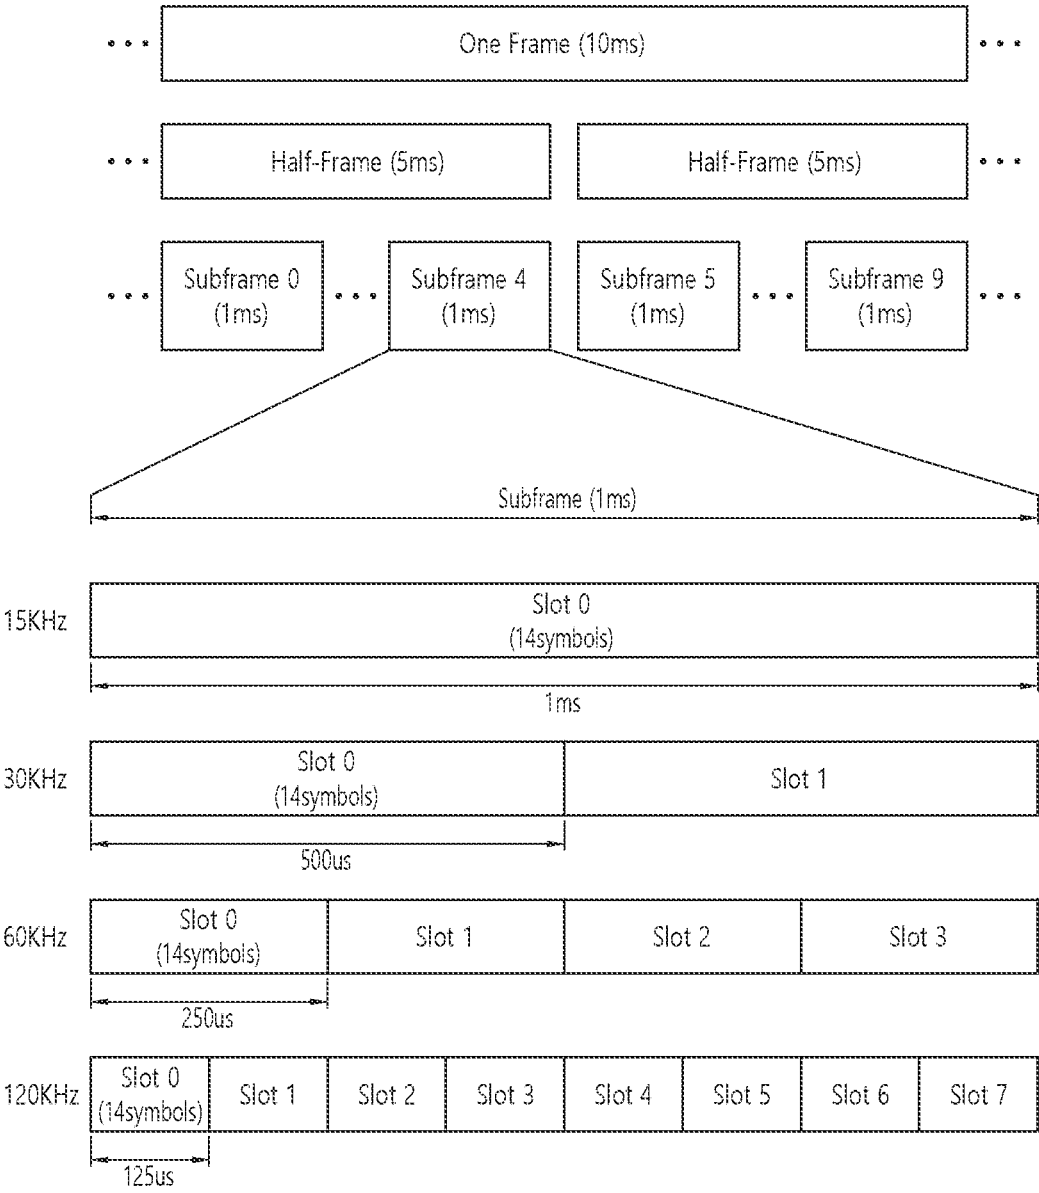 One Frame (10ms)
Half-Frame (5ms)
Half-Frame (5ms)
Subframe 0
(1ms)
Subframe 4
(1ms)
Subframe 5
(1ms)
Subframe 9
(1ms)
Subframe (1ms)
15KHz
Slot 0
(14symbols)
1ms
30KHz
Slot 0
(14symbols)
Slot 1
500us
60KHz
Slot 0
(14symbols)
Slot 1
Slot 2
Slot 3
250us
120KHz
Slot 0
(14symbols)
Slot 1
Slot 2
Slot 3
Slot 4
Slot 5
Slot 6
Slot 7
125us